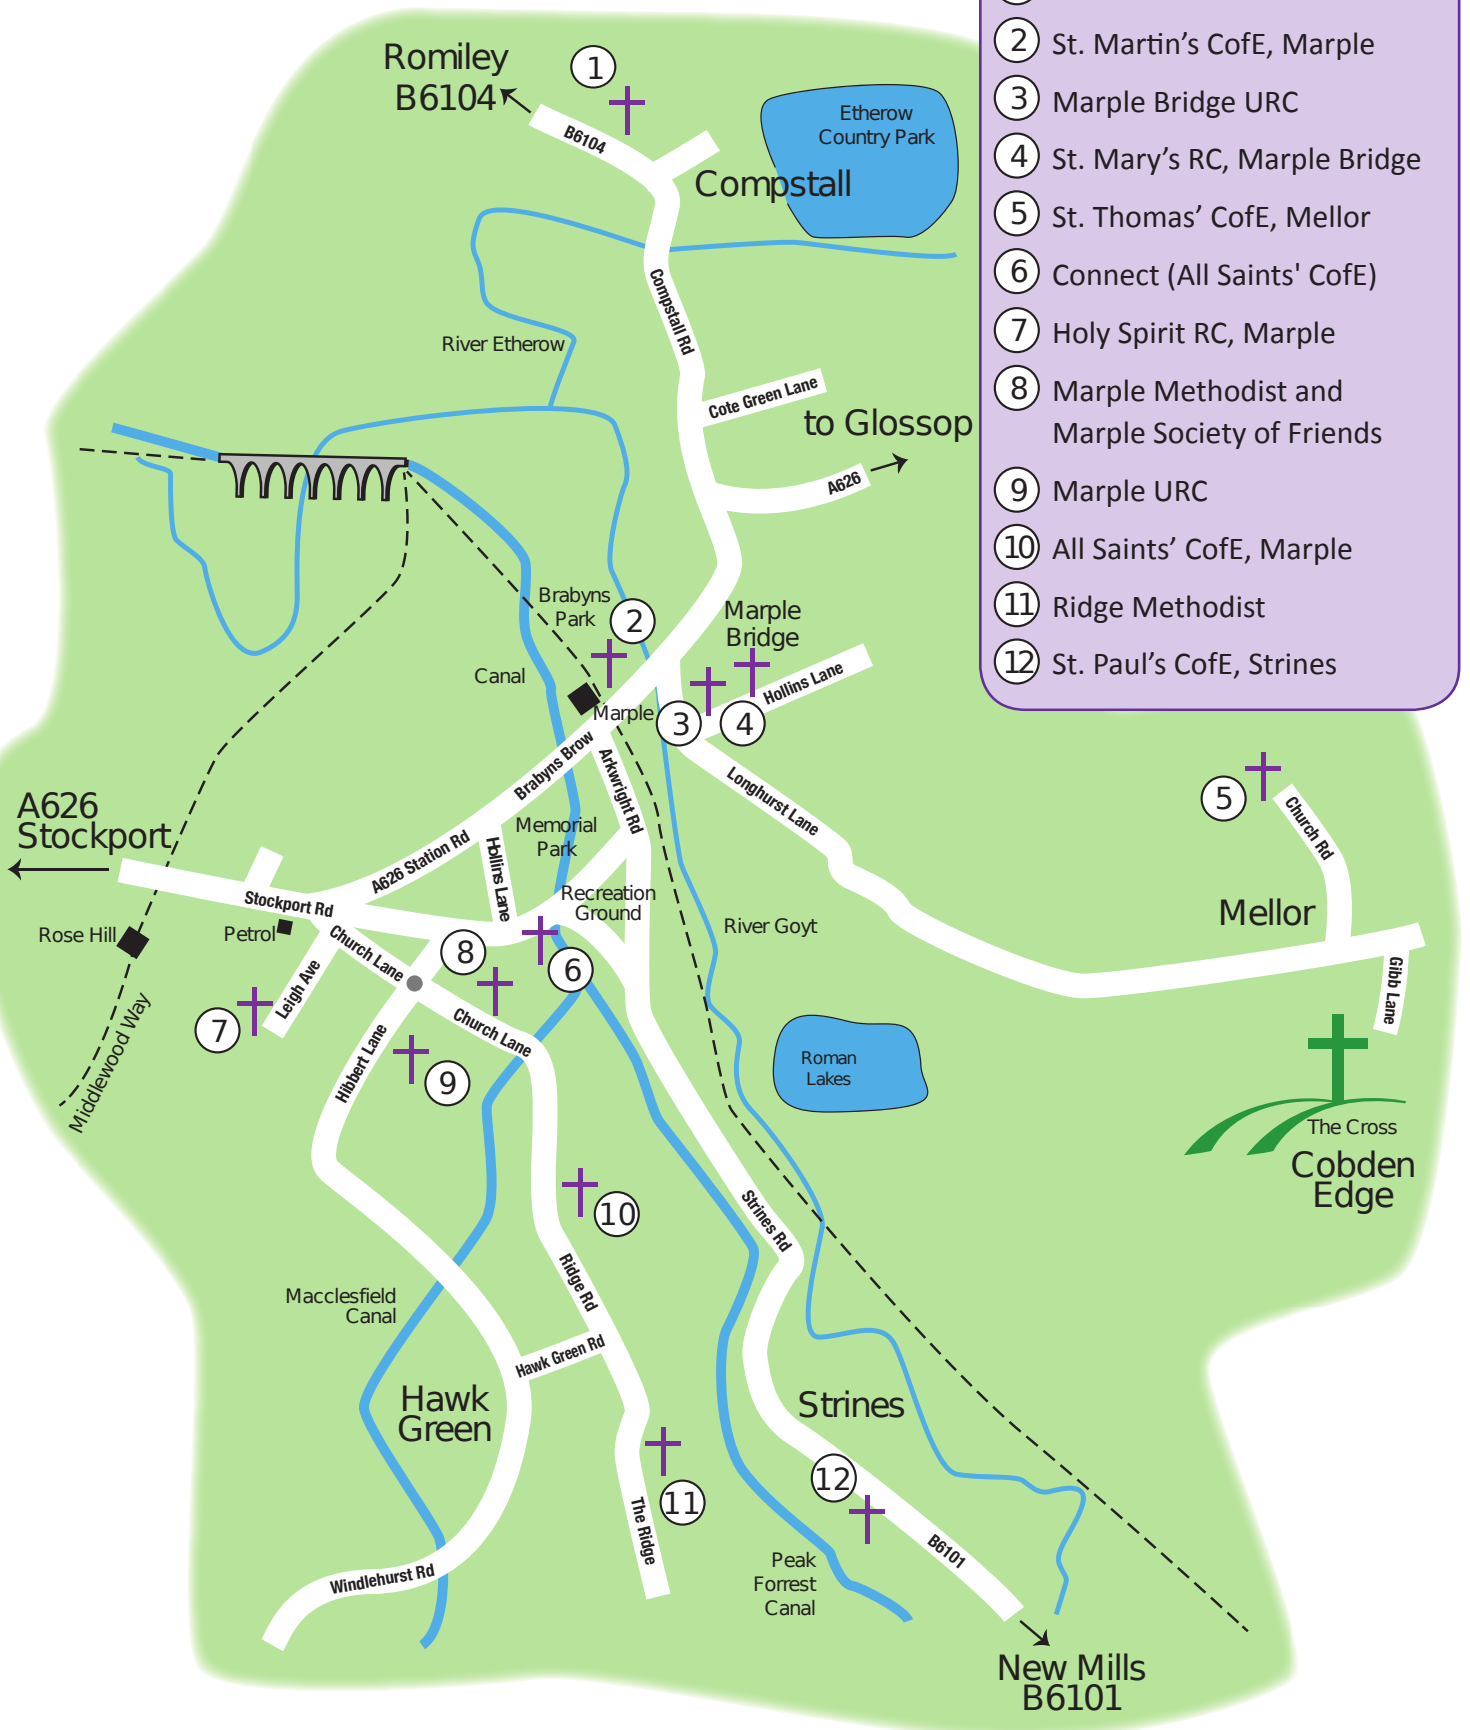 Romiley
B6104
1
B6104
Compstall
Etherow
Country Park
2 St. Martin's CofE, Marple
3 Marple Bridge URC
4 St. Mary's RC, Marple Bridge
5 St. Thomas' CofE, Mellor
6 Connect (All Saints' CofE)
7 Holy Spirit RC, Marple
8 Marple Methodist and
Marple Society of Friends
9 Marple URC
10 All Saints' CofE, Marple
11 Ridge Methodist
12 St. Paul's CofE, Strines
Compstall Rd
River Etherow
Cote Green Lane
to Glossop
A626
Brabyns
Park
2
Marple
Bridge
Canal
Marple
3
4
Hollins Lane
Brabyns Brow
Arkwright Rd
Longhurst Lane
5
Church Rd
A626
Stockport
Memorial
Park
A626 Station Rd
Hollins Lane
Stockport Rd
Recreation
Ground
Mellor
Rose Hill
Petrol
Church Lane
8
6
River Goyt
Gibb Lane
7
Leigh Ave
Middlewood Way
Hibbert Lane
Church Lane
9
Roman
Lakes
The Cross
Cobden
Edge
10
Strines Rd
Ridge Rd
Macclesfield
Canal
Hawk Green Rd
Hawk
Green
Strines
12
11
The Ridge
B6101
Windlehurst Rd
Peak
Forrest
Canal
New Mills
B6101